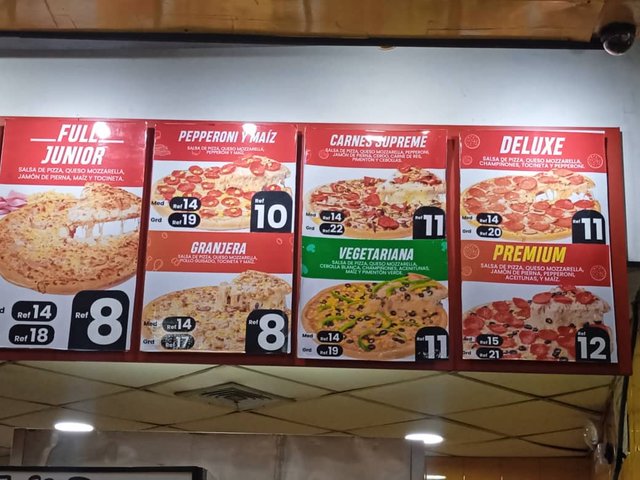 FULL
JUNIOR
SALSA DE PIZZA, QUESO MOZZARELLA,
JAMÓN DE PIERNA, MAÍZ Y TOCINETA.
Ref 14
Ref 18
Ref 8
PEPPERONI Y MAÍZ
SALSA DE PIZZA, QUESO MOZZARELLA,
PEPPERONI Y MAÍZ.
Med Ref 14
Grd Ref 19
Ref 10
GRANJERA
SALSA DE PIZZA, QUESO MOZZARELLA,
POLLO GUISADO, TOCINETA Y MAÍZ.
Med Ref 14
Grd Ref 17
Ref 8
CARNES SUPREME
SALSA DE PIZZA, QUESO MOZZARELLA, PEPPERONI,
JAMÓN DE PIERNA, CERDO, CARNE DE RES,
PIMENTÓN Y CEBOLLAS.
Med Ref 14
Grd Ref 22
Ref 11
VEGETARIANA
SALSA DE PIZZA, QUESO MOZZARELLA,
CEBOLLA BLANCA, CHAMPIÑONES, ACEITUNAS,
MAÍZ Y PIMENTÓN VERDE.
Med Ref 14
Grd Ref 19
Ref 11
DELUXE
SALSA DE PIZZA, QUESO MOZZARELLA,
CHAMPIÑONES, TOCINETA Y PEPPERONI.
Med Ref 14
Grd Ref 20
Ref 11
PREMIUM
SALSA DE PIZZA, QUESO MOZZARELLA,
JAMÓN DE PIERNA, PEPPERONI,
ACEITUNAS, Y MAÍZ.
Med Ref 15
Grd Ref 21
Ref 12